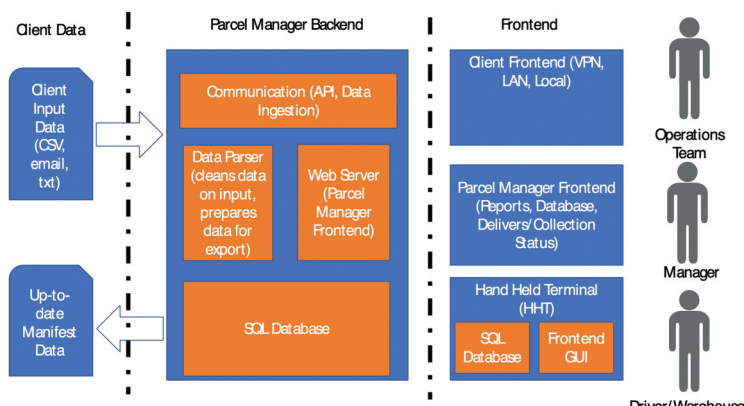 Client Data
Parcel Manager Backend
Frontend
Client
Input
Data
(CSV,
email,
txt)
Up-to-
date
Manifest
Data
Communication (API, Data
Ingestion)
Data Parser
(cleans data
on input,
prepares
data for
export)
Web Server
(Parcel
Manager
Frontend)
SQL Database
Client Frontend (VPN,
LAN, Local)
Parcel Manager Frontend
(Reports, Database,
Delivers/Collection
Status)
Hand Held Terminal
(HHT)
SQL
Database
Frontend
GUI
Operations
Team
Manager
Driver/Warehouse